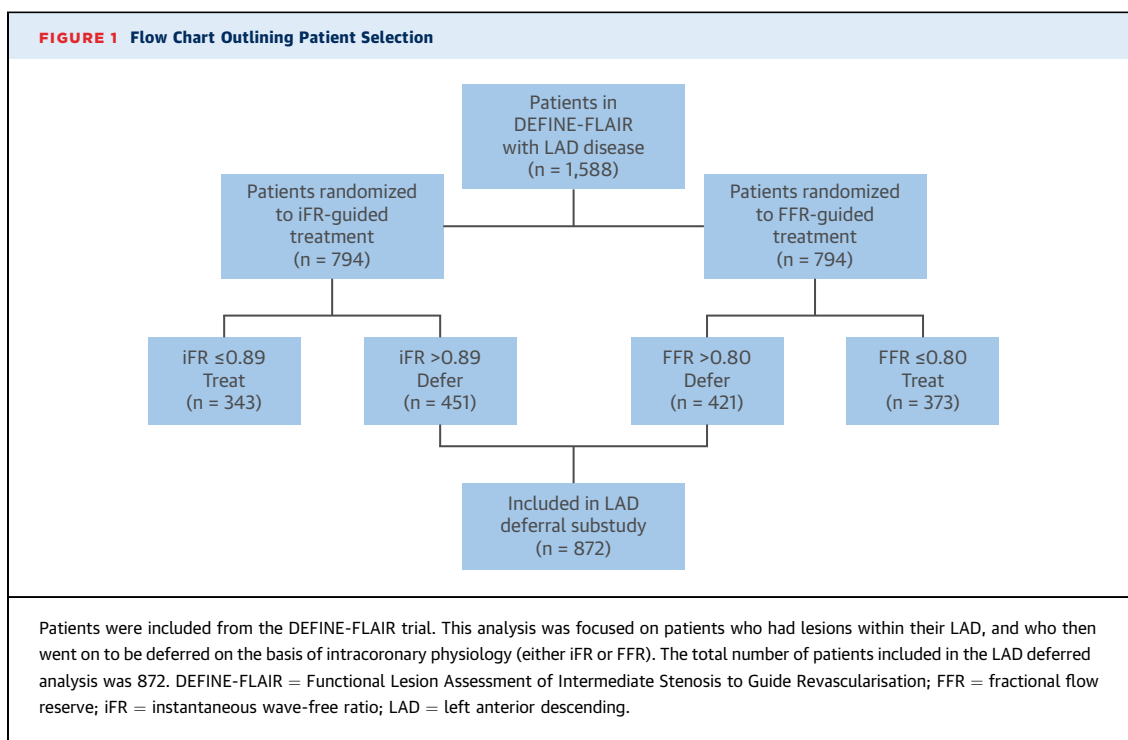 FIGURE 1 Flow Chart Outlining Patient Selection
Patients in
DEFINE-FLAIR
with LAD disease
(n = 1,588)
Patients randomized
to iFR-guided
treatment
(n = 794)
Patients randomized
to FFR-guided
treatment
(n = 794)
iFR ≤0.89
Treat
(n = 343)
iFR >0.89
Defer
(n = 451)
FFR >0.80
Defer
(n = 421)
FFR ≤0.80
Treat
(n = 373)
Included in LAD
deferral substudy
(n = 872)
Patients were included from the DEFINE-FLAIR trial. This analysis was focused on patients who had lesions within their LAD, and who then
went on to be deferred on the basis of intracoronary physiology (either iFR or FFR). The total number of patients included in the LAD deferred
analysis was 872. DEFINE-FLAIR = Functional Lesion Assessment of Intermediate Stenosis to Guide Revascularisation; FFR = fractional flow
reserve; iFR = instantaneous wave-free ratio; LAD = left anterior descending.